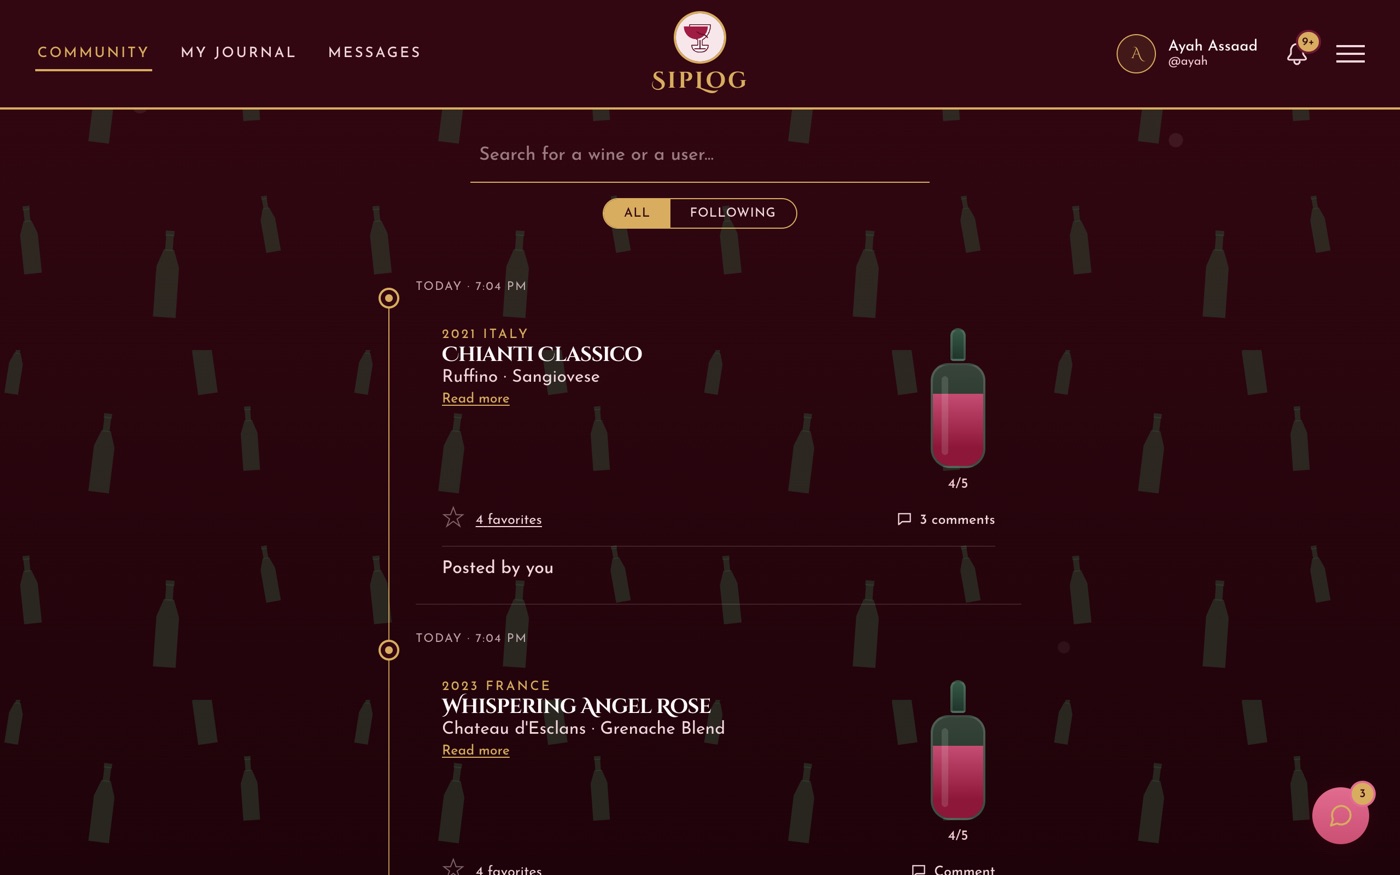 COMMUNITY
MY JOURNAL
MESSAGES
SIPLOG
A
Ayah Assaad
@ayah
9+
Search for a wine or a user...
ALL
FOLLOWING
TODAY · 7:04 PM
2021 ITALY
CHIANTI CLASSICO
Ruffino · Sangiovese
Read more
4/5
4 favorites
3 comments
Posted by you
TODAY · 7:04 PM
2023 FRANCE
WHISPERING ANGEL ROSE
Chateau d'Esclans · Grenache Blend
Read more
4/5
3
4 favorites
Comment